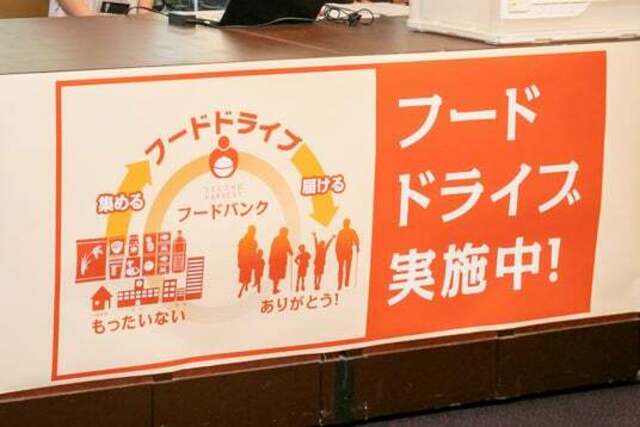 フードドライブ
集める
届ける
SECOND
HARVEST
フードバンク
もったいない
ありがとう!
フード
ドライブ
実施中!